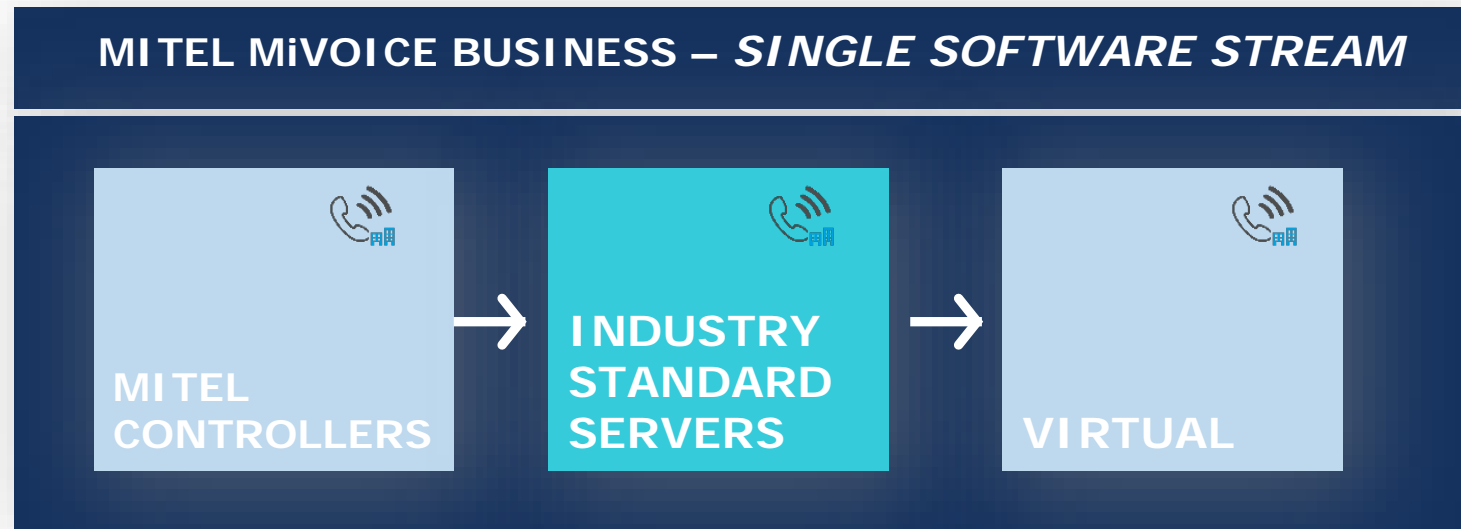 MITEL MiVOICE BUSINESS – SINGLE SOFTWARE STREAM
MITEL
CONTROLLERS
INDUSTRY
STANDARD
SERVERS
VIRTUAL